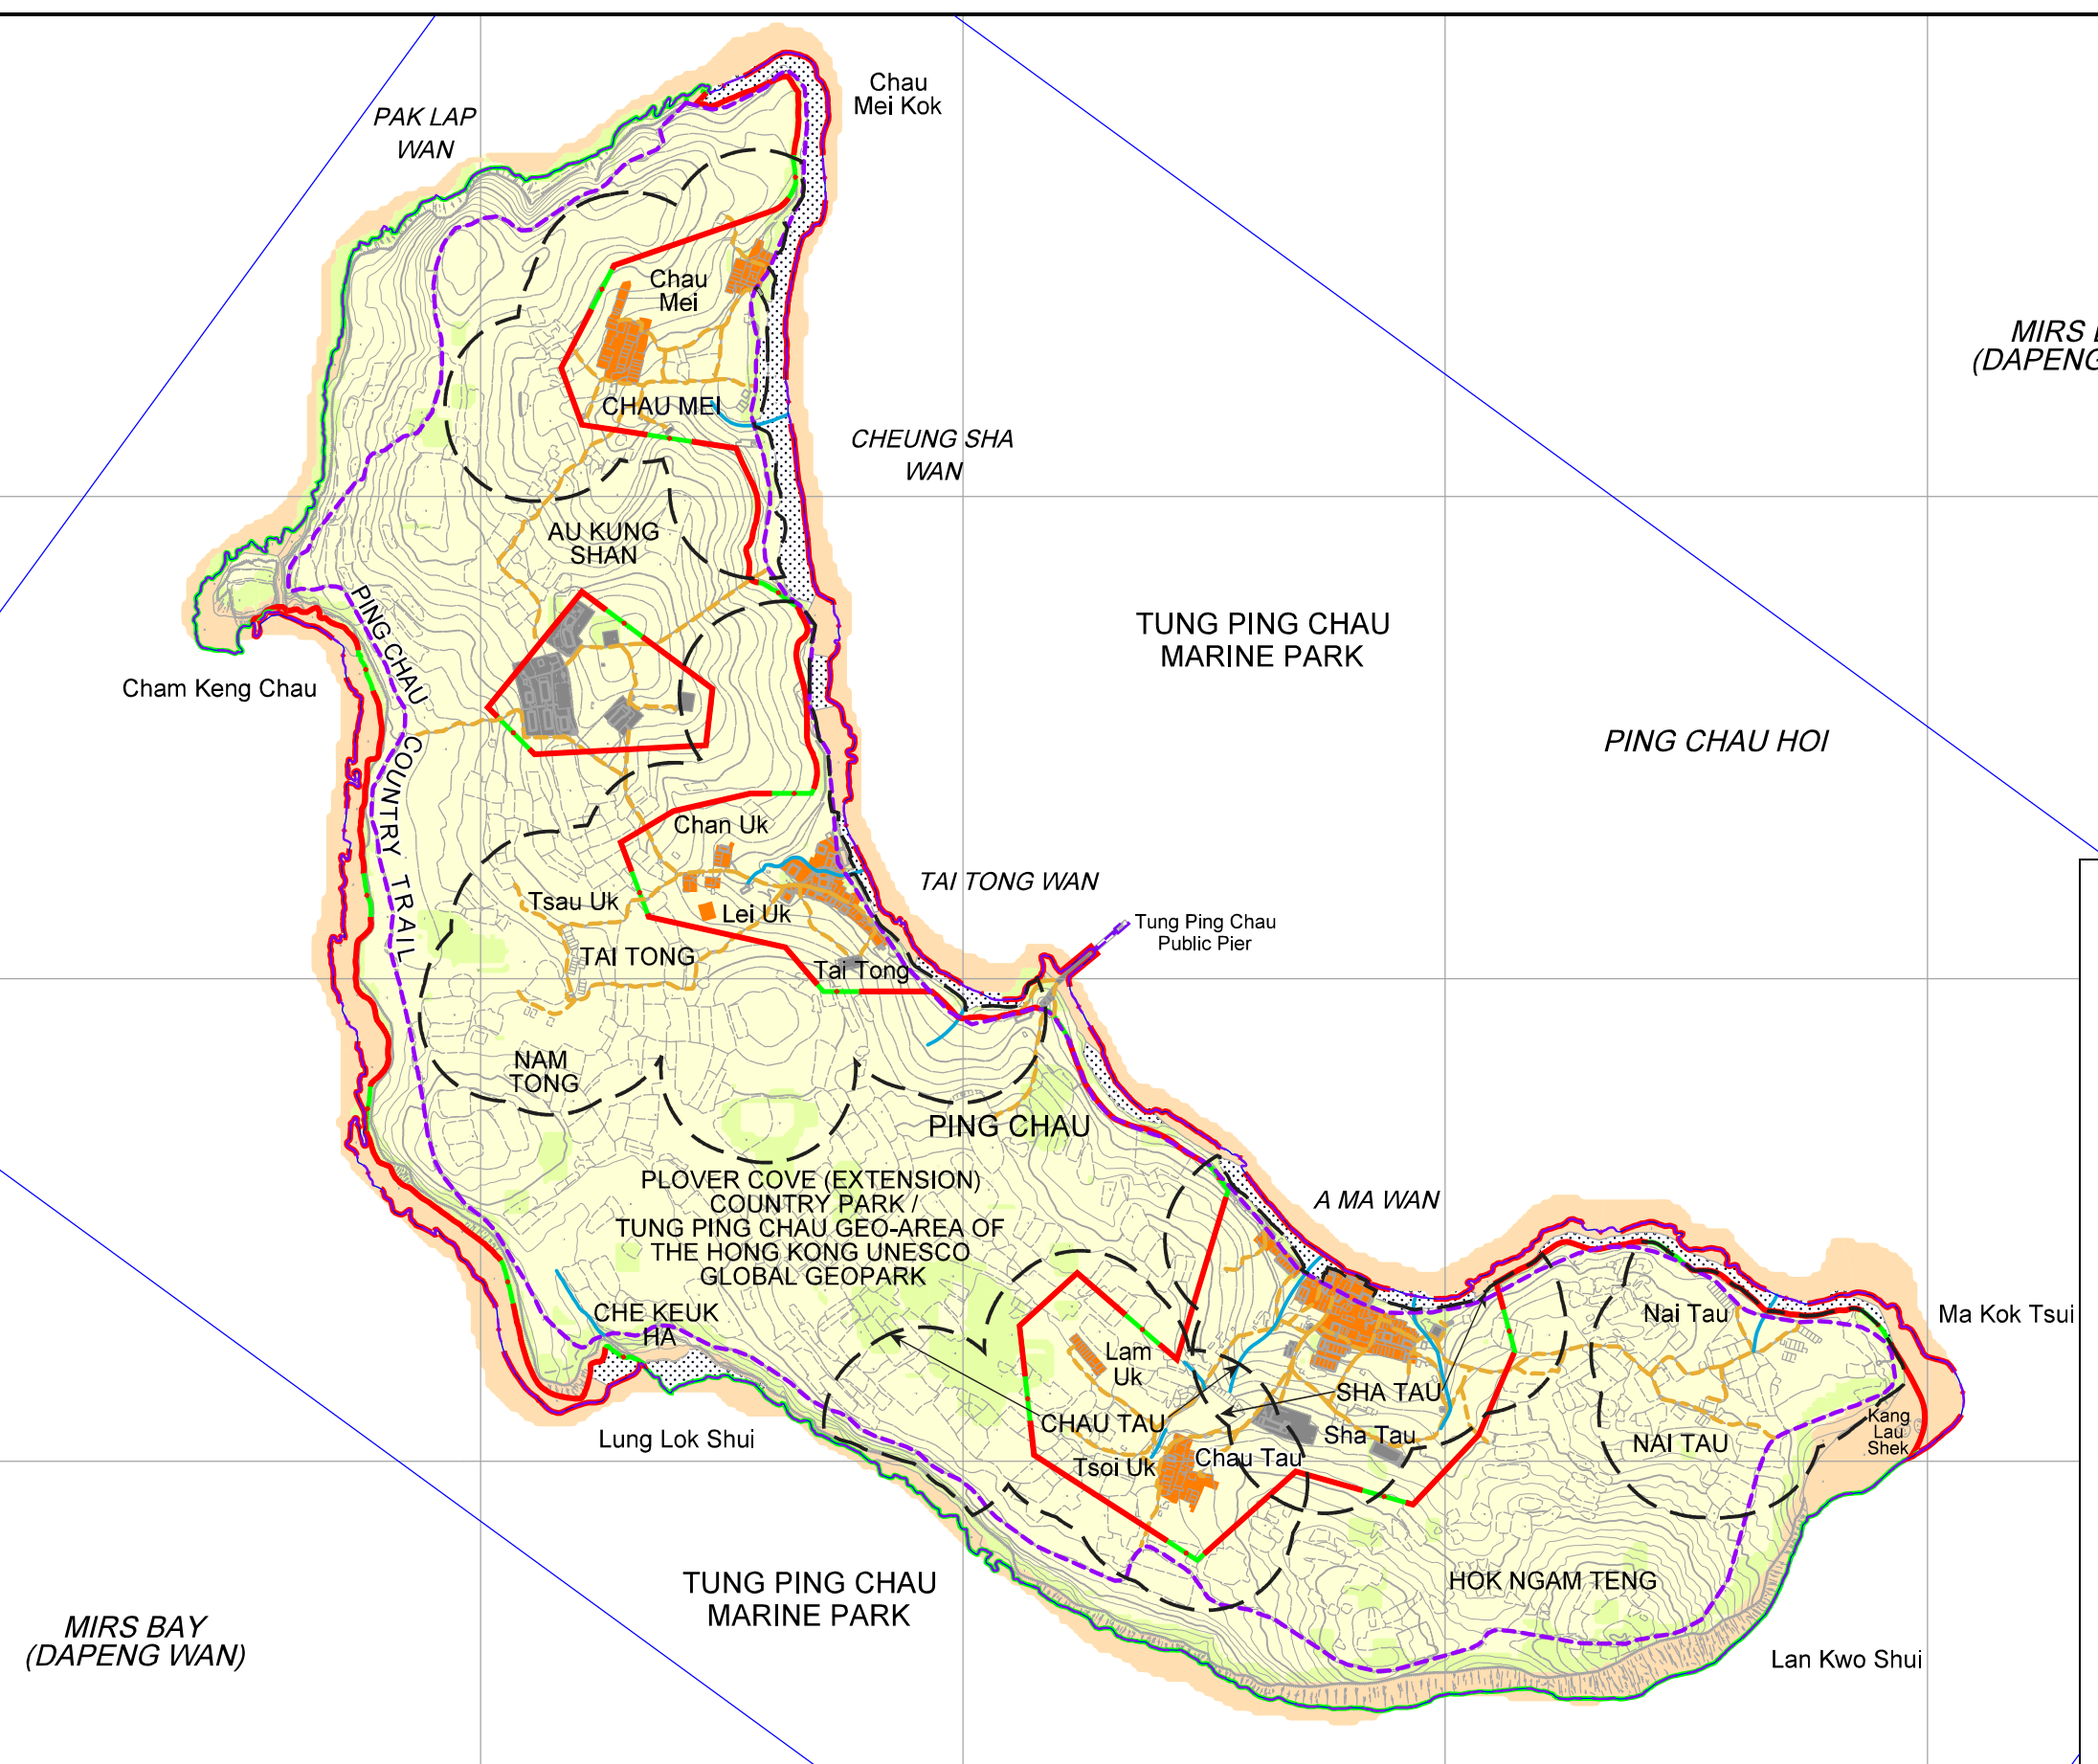 Chau
Mei Kok
PAK LAP
WAN
Chau
Mei
MIRS
(DAPENG
CHAU MEI
CHEUNG SHA
WAN
AU KUNG
SHAN
TUNG PING CHAU
MARINE PARK
Cham Keng Chau
PING CHAU COUNTRY TRAIL
PING CHAU HOI
Chan Uk
TAI TONG WAN
Tsau Uk
Lei Uk
Tung Ping Chau
Public Pier
TAI TONG
Tai Tong
NAM
TONG
PING CHAU
PLOVER COVE (EXTENSION)
COUNTRY PARK /
TUNG PING CHAU GEO-AREA OF
THE HONG KONG UNESCO
GLOBAL GEOPARK
A MA WAN
CHE KEUK
HA
Nai Tau
Ma Kok Tsui
Lam
Uk
SHA TAU
CHAU TAU
Kang
Lau
Shek
Lung Lok Shui
Sha Tau
NAI TAU
Tsoi Uk
Chau Tau
TUNG PING CHAU
MARINE PARK
HOK NGAM TENG
MIRS BAY
(DAPENG WAN)
Lan Kwo Shui